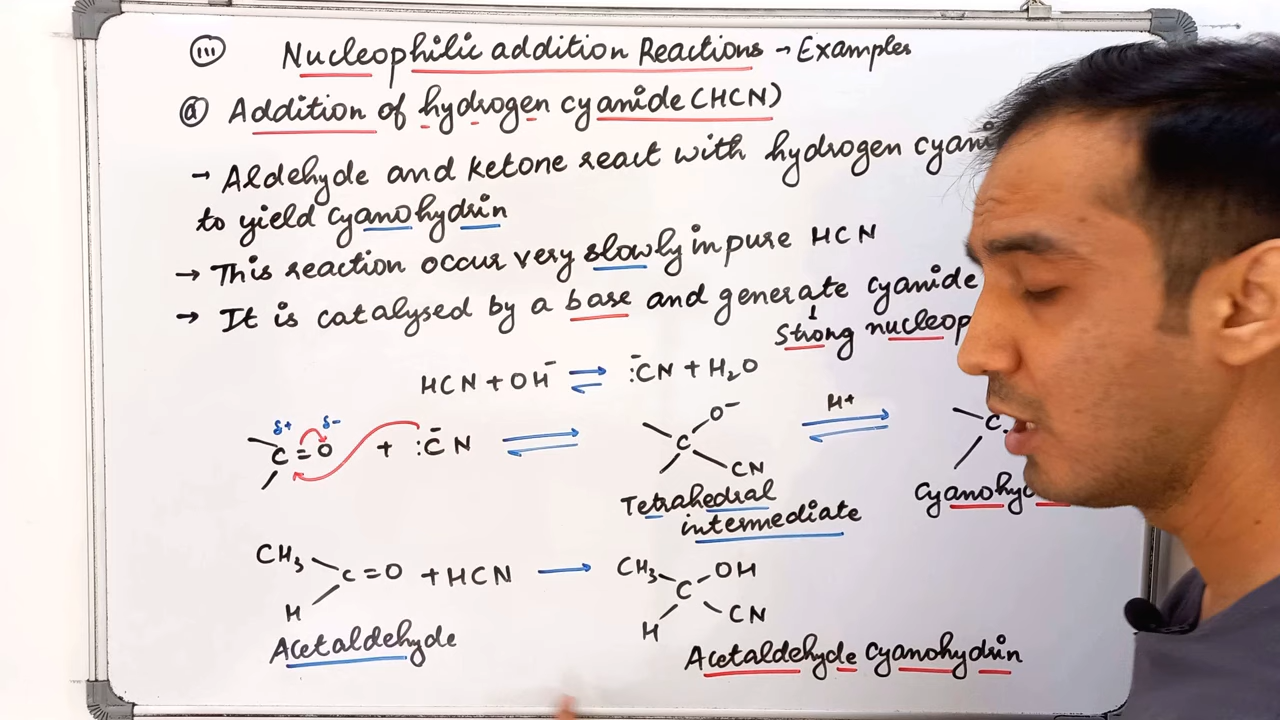 (iii) Nucleophilic addition Reactions - Examples
(a) Addition of hydrogen cyanide (HCN)
→ Aldehyde and ketone react with hydrogen
to yield cyanohydrin
→ This reaction occur very slowly in pure HCN
→ It is catalysed by a base and generate cyanide
↓
Strong
HCN + OH⁻ ⇌ :C̄N + H₂O
δ+ δ-
C=O + :C̄N ⇌ C O⁻ CN H+ ⇌ C
Tetrahedral
intermediate
CH₃ H C=O + HCN → CH₃ H C OH CN
Acetaldehyde
Acetaldehyde cyanohydrin